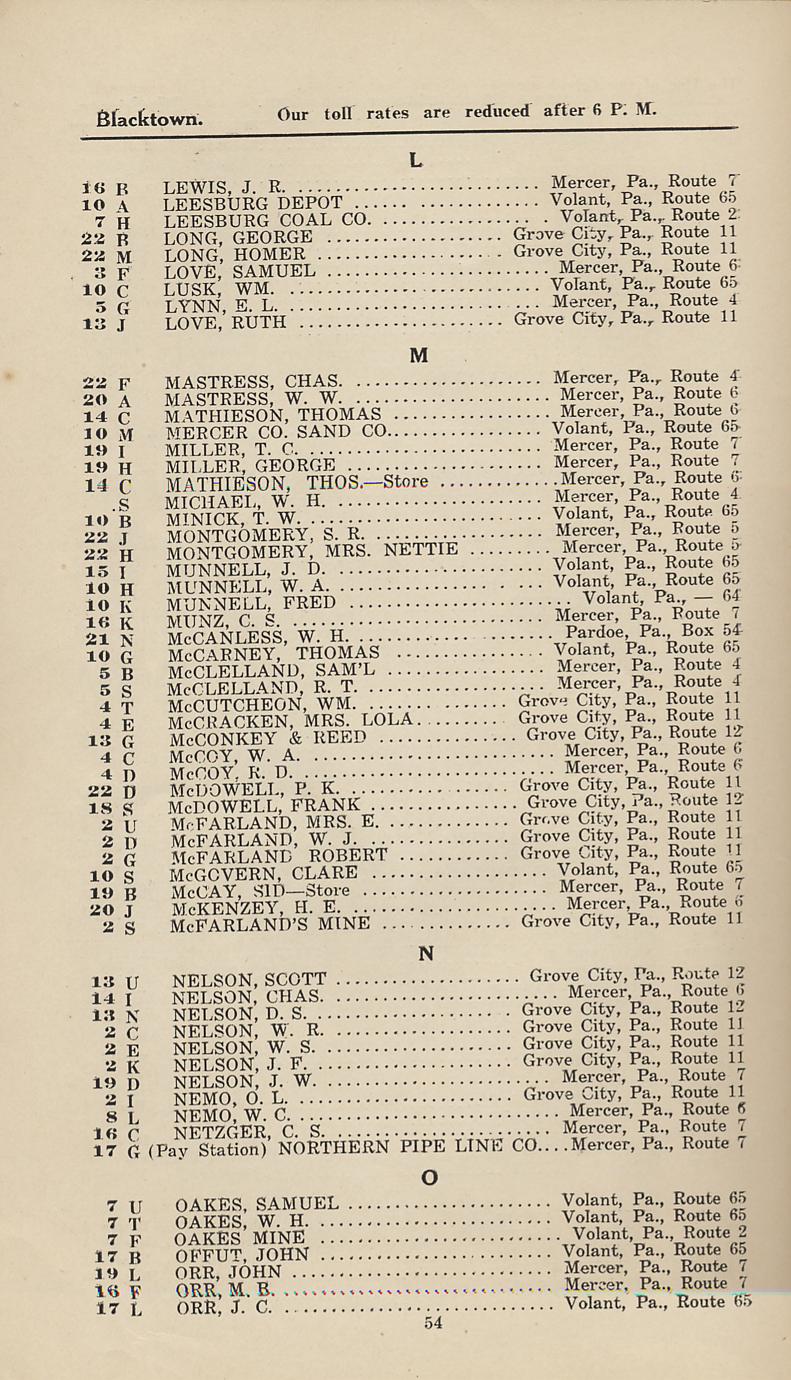 Blacktown. Our toll rates are reduced after 6 P. M.
L
16 B LEWIS, J. R. ........................ Mercer, Pa., Route 7
10 A LEESBURG DEPOT ........................ Volant, Pa., Route 65
7 H LEESBURG COAL CO. ................... Volant, Pa., Route 2
22 B LONG, GEORGE ................... Grove City, Pa., Route 11
22 M LONG, HOMER ................... Grove City, Pa., Route 11
3 F LOVE, SAMUEL ......................... Mercer, Pa., Route 6
10 C LUSK, WM. ........................... Volant, Pa., Route 65
5 G LYNN, E. L. ........................... Mercer, Pa., Route 4
13 J LOVE, RUTH ...................... Grove City, Pa., Route 11
M
22 F MASTRESS, CHAS. .................... Mercer, Pa., Route 4
20 A MASTRESS, W. W. .................... Mercer, Pa., Route 6
14 C MATHIESON, THOMAS ................. Mercer, Pa., Route 6
10 M MERCER CO. SAND CO. ................ Volant, Pa., Route 65
19 I MILLER, T. C. ......................... Mercer, Pa., Route 7
19 H MILLER, GEORGE ...................... Mercer, Pa., Route 7
14 C MATHIESON, THOS.—Store ............. Mercer, Pa., Route 6
S MICHAEL, W. H. ....................... Mercer, Pa., Route 4
10 B MINICK, T. W. ......................... Volant, Pa., Route 65
22 J MONTGOMERY, S. R. ................... Mercer, Pa., Route 5
22 H MONTGOMERY, MRS. NETTIE ......... Mercer, Pa., Route 5
15 I MUNNELL, J. D. ....................... Volant, Pa., Route 65
10 H MUNNELL, W. A. ...................... Volant, Pa., Route 65
10 K MUNNELL, FRED ........................ Volant, Pa., — 64
16 K MUNZ, C. S. ........................... Mercer, Pa., Route 7
21 N McCANLESS, W. H. ..................... Pardoe, Pa., Box 54
10 G McCARNEY, THOMAS ................. Volant, Pa., Route 65
5 B McCLELLAND, SAM'L ................... Mercer, Pa., Route 4
5 S McCLELLAND, R. T. ................... Mercer, Pa., Route 4
4 T McCUTCHEON, WM. ................. Grove City, Pa., Route 11
4 E McCRACKEN, MRS. LOLA. ......... Grove City, Pa., Route 11
13 G McCONKEY & REED .............. Grove City, Pa., Route 12
4 C McCOY, W. A. ......................... Mercer, Pa., Route 6
4 D McCOY, R. D. .......................... Mercer, Pa., Route 6
22 D McDOWELL, P. K. ................... Grove City, Pa., Route 11
18 S McDOWELL, FRANK ............... Grove City, Pa., Route 12
2 U McFARLAND, MRS. E. .............. Grove City, Pa., Route 11
2 D McFARLAND, W. J. ................. Grove City, Pa., Route 11
2 G McFARLAND ROBERT ............ Grove City, Pa., Route 11
10 S McGOVERN, CLARE .................... Volant, Pa., Route 65
19 B McCAY, SID—Store ..................... Mercer, Pa., Route 7
20 J McKENZEY, H. E. ...................... Mercer, Pa., Route 6
2 S McFARLAND'S MINE .............. Grove City, Pa., Route 11
N
13 U NELSON, SCOTT ..................... Grove City, Pa., Route 12
14 I NELSON, CHAS. ........................ Mercer, Pa., Route 6
13 N NELSON, D. S. ...................... Grove City, Pa., Route 12
2 C NELSON, W. R. ..................... Grove City, Pa., Route 11
2 E NELSON, W. S. ..................... Grove City, Pa., Route 11
2 K NELSON, J. F. ...................... Grove City, Pa., Route 11
19 D NELSON, J. W. ........................ Mercer, Pa., Route 7
2 I NEMO, O. L. ........................ Grove City, Pa., Route 11
8 L NEMO, W. C. .......................... Mercer, Pa., Route 6
16 C NETZGER, C. S. ....................... Mercer, Pa., Route 7
17 G (Pay Station) NORTHERN PIPE LINE CO.... Mercer, Pa., Route 7
O
7 U OAKES, SAMUEL ...................... Volant, Pa., Route 65
7 T OAKES, W. H. ......................... Volant, Pa., Route 65
7 F OAKES MINE .......................... Volant, Pa., Route 2
17 B OFFUT, JOHN ......................... Volant, Pa., Route 65
19 L ORR, JOHN ............................ Mercer, Pa., Route 7
16 F ORR, M. B. ............................ Mercer, Pa., Route 7
17 L ORR, J. C. ............................ Volant, Pa., Route 65
54